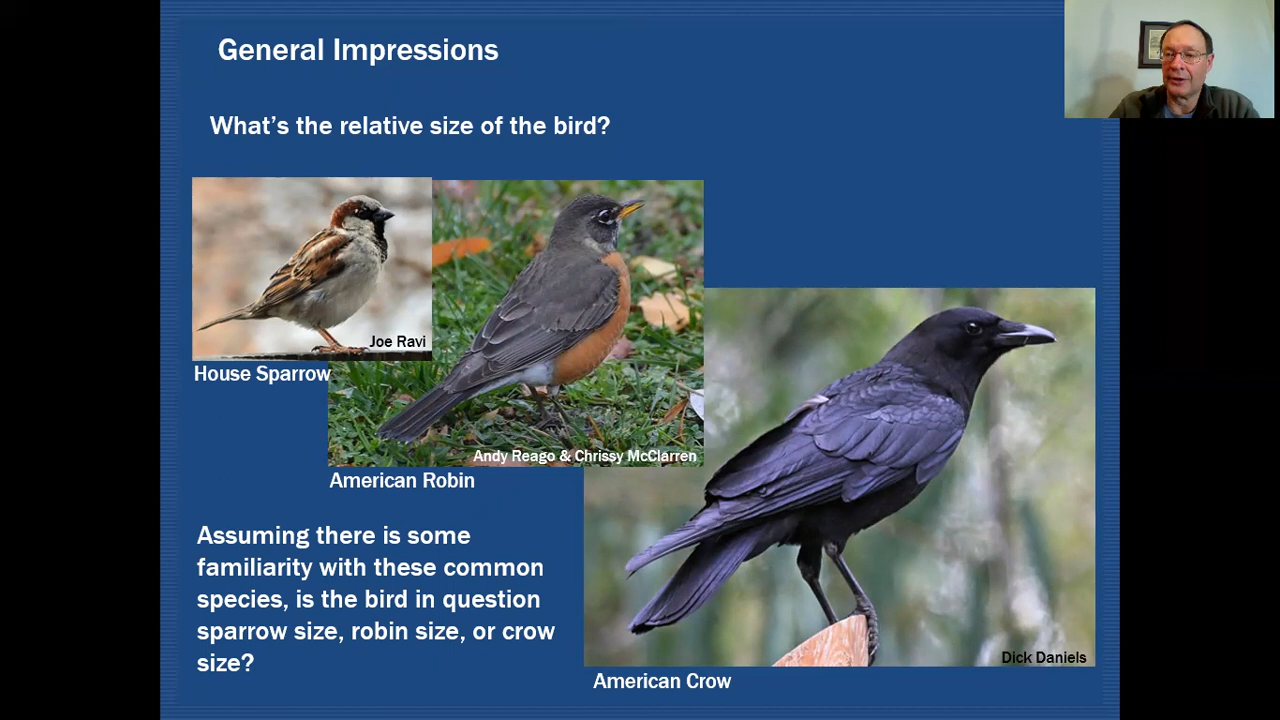 General Impressions
What's the relative size of the bird?
Joe Ravi
House Sparrow
Andy Reago & Chrissy McClarren
American Robin
Assuming there is some
familiarity with these common
species, is the bird in question
sparrow size, robin size, or crow
size?
Dick Daniels
American Crow